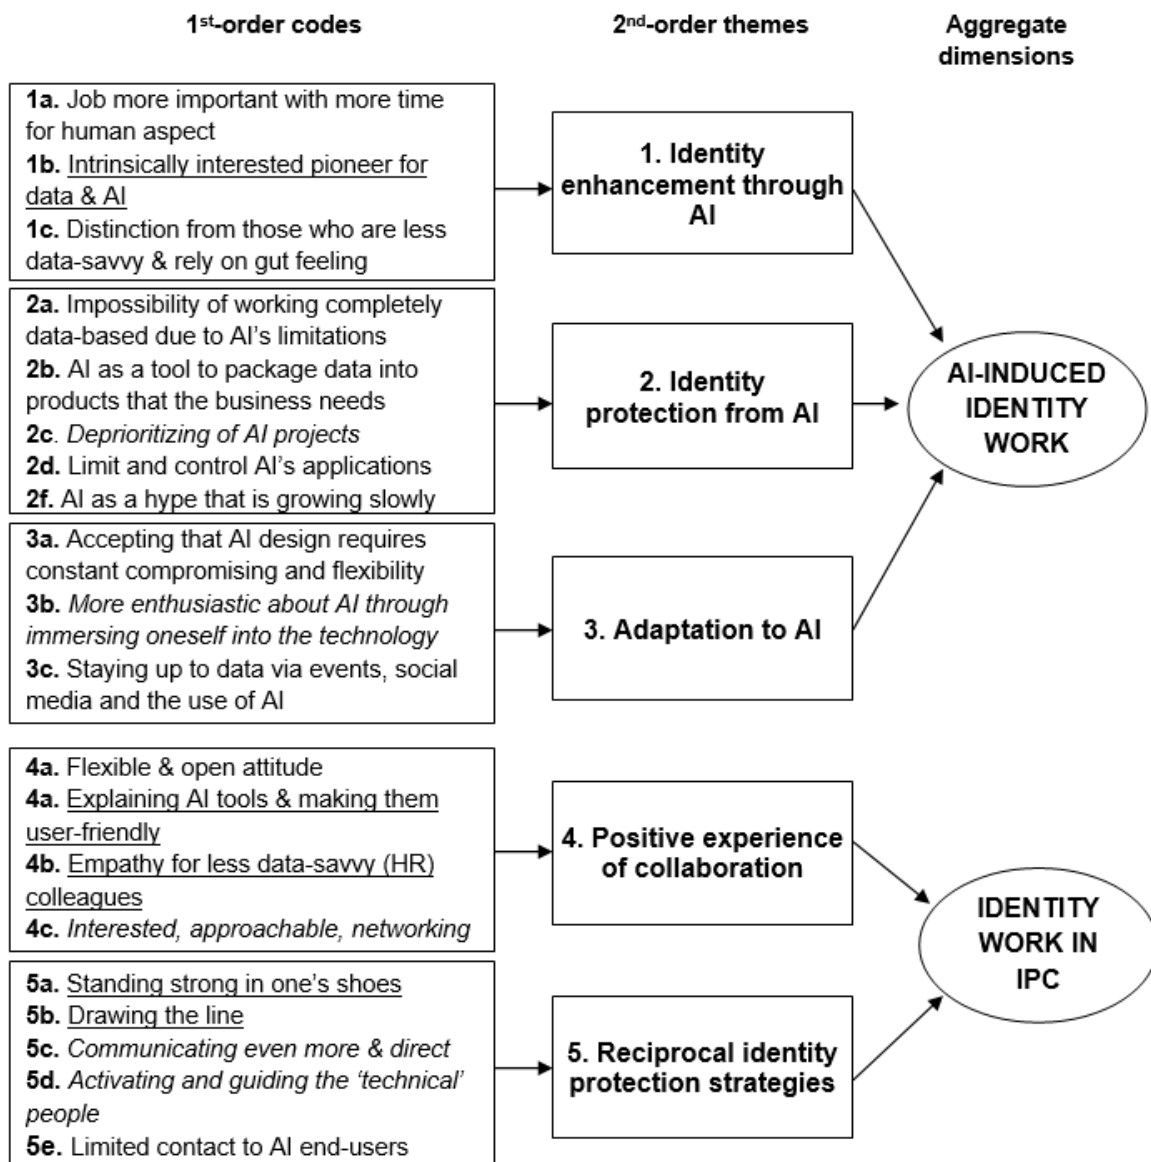 1st-order codes
2nd-order themes
Aggregate
dimensions
1a. Job more important with more time
for human aspect
1b. Intrinsically interested pioneer for
data & AI
1c. Distinction from those who are less
data-savvy & rely on gut feeling
1. Identity
enhancement through
AI
2a. Impossibility of working completely
data-based due to AI's limitations
2b. AI as a tool to package data into
products that the business needs
2c. Deprioritizing of AI projects
2d. Limit and control AI's applications
2f. AI as a hype that is growing slowly
2. Identity
protection from AI
AI-INDUCED
IDENTITY
WORK
3a. Accepting that AI design requires
constant compromising and flexibility
3b. More enthusiastic about AI through
immersing oneself into the technology
3c. Staying up to data via events, social
media and the use of AI
3. Adaptation to AI
4a. Flexible & open attitude
4a. Explaining AI tools & making them
user-friendly
4b. Empathy for less data-savvy (HR)
colleagues
4c. Interested, approachable, networking
4. Positive experience
of collaboration
IDENTITY
WORK IN
IPC
5a. Standing strong in one's shoes
5b. Drawing the line
5c. Communicating even more & direct
5d. Activating and guiding the 'technical'
people
5e. Limited contact to AI end-users
5. Reciprocal identity
protection strategies